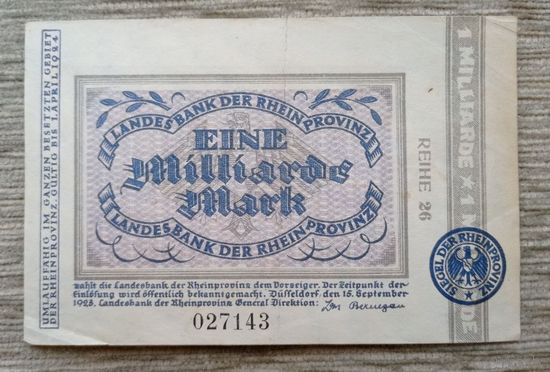 UMLAUFFÄHIG IM GANZEN BESETZTEN GEBIET
DER RHEINPROVINZ. GÜLTIG BIS 1. APRIL 1924
LANDESBANK DER RHEINPROVINZ
EINE
Milliarde
Mark
LANDESBANK DER RHEINPROVINZ
zahlt die Landesbank der Rheinprovinz dem Vorzeiger. Der Zeitpunkt der
Einlösung wird öffentlich bekanntgemacht. Düsseldorf, den 15. September
1923. Landesbank der Rheinprovinz General Direktion:
027143
REIHE 26
1 MILLIARDE ★ 1 M
DE
SIEGEL DER RHEINPROVINZ